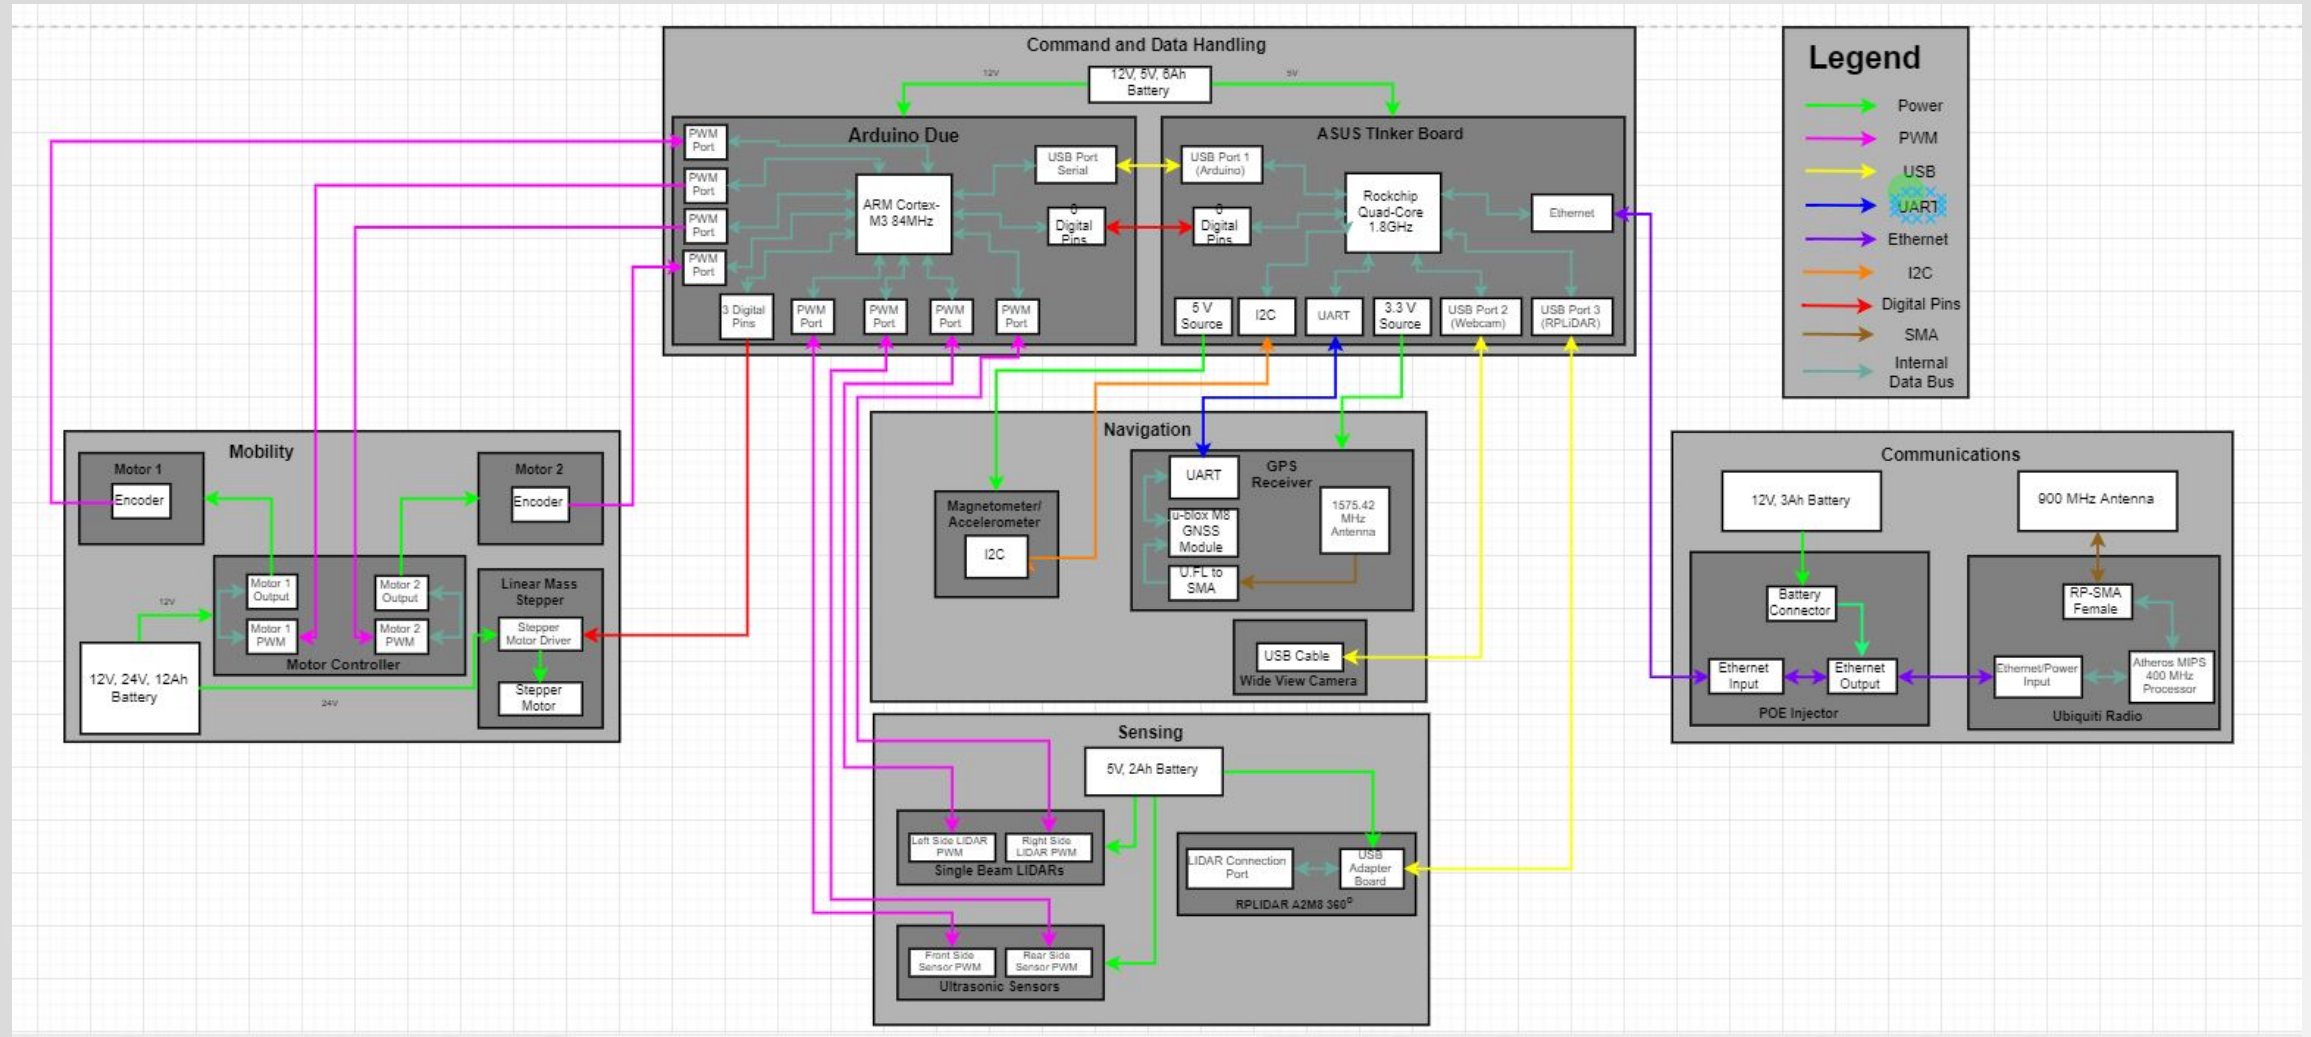 Command and Data Handling
12V
12V, 5V, 6Ah
Battery
5V
Arduino Due
PWM
Port
PWM
Port
PWM
Port
PWM
Port
ARM Cortex-
M3 84MHz
USB Port
Serial
Digital
Pins
3 Digital
Pins
PWM
Port
PWM
Port
PWM
Port
PWM
Port
ASUS TInker Board
USB Port 1
(Arduino)
Digital
Pins
Rockchip
Quad-Core
1.8GHz
Ethernet
5 V
Source
I2C
UART
3.3 V
Source
USB Port 2
(Webcam)
USB Port 3
(RPLiDAR)
Legend
Power
PWM
USB
UART
Ethernet
I2C
Digital Pins
SMA
Internal
Data Bus
Mobility
Motor 1
Encoder
Motor 2
Encoder
Motor 1
Output
Motor 2
Output
Motor 1
PWM
Motor 2
PWM
Motor Controller
12V
12V, 24V, 12Ah
Battery
24V
Linear Mass
Stepper
Stepper
Motor Driver
Stepper
Motor
Navigation
Magnetometer/
Accelerometer
I2C
GPS
Receiver
UART
u-blox M8
GNSS
Module
U.FL to
SMA
1575.42
MHz
Antenna
USB Cable
Wide View Camera
Sensing
5V, 2Ah Battery
Left Side LIDAR
PWM
Right Side
LIDAR PWM
Single Beam LIDARs
LIDAR Connection
Port
USB
Adapter
Board
RPLIDAR A2M8 360°
Front Side
Sensor PWM
Rear Side
Sensor PWM
Ultrasonic Sensors
Communications
12V, 3Ah Battery
900 MHz Antenna
Battery
Connector
RP-SMA
Female
Ethernet
Input
Ethernet
Output
POE Injector
Ethernet/Power
Input
Atheros MIPS
400 MHz
Processor
Ubiquiti Radio